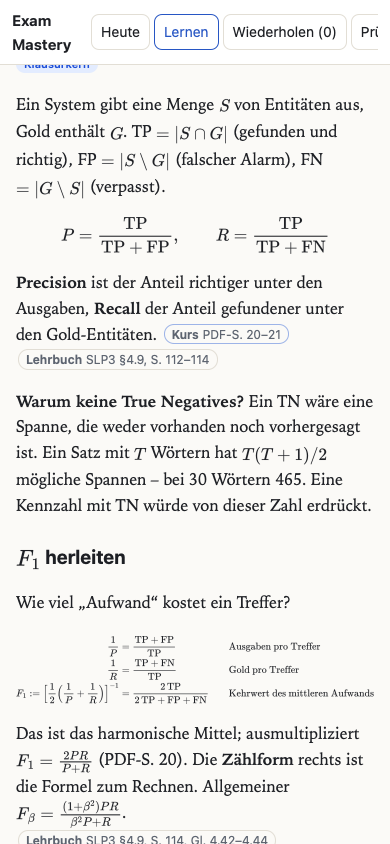 Exam
Mastery
Heute
Lernen
Wiederholen (0)
Prü
Klausurkern
Ein System gibt eine Menge S von Entitäten aus,
Gold enthält G. TP = |S ∩ G| (gefunden und
richtig), FP = |S \ G| (falscher Alarm), FN
= |G \ S| (verpasst).
P = TP / (TP + FP), R = TP / (TP + FN)
Precision ist der Anteil richtiger unter den
Ausgaben, Recall der Anteil gefundener unter
den Gold-Entitäten. Kurs PDF-S. 20–21
Lehrbuch SLP3 §4.9, S. 112–114
Warum keine True Negatives? Ein TN wäre eine
Spanne, die weder vorhanden noch vorhergesagt
ist. Ein Satz mit T Wörtern hat T(T + 1)/2
mögliche Spannen – bei 30 Wörtern 465. Eine
Kennzahl mit TN würde von dieser Zahl erdrückt.
F₁ herleiten
Wie viel „Aufwand“ kostet ein Treffer?
1/P = (TP + FP)/TP Ausgaben pro Treffer
1/R = (TP + FN)/TP Gold pro Treffer
F₁ := [1/2 (1/P + 1/R)]⁻¹ = 2 TP / (2 TP + FP + FN) Kehrwert des mittleren Aufwands
Das ist das harmonische Mittel; ausmultipliziert
F₁ = 2PR/(P+R) (PDF-S. 20). Die Zählform rechts ist
die Formel zum Rechnen. Allgemeiner
Fβ = (1+β²)PR/(β²P+R).
Lehrbuch SLP3 §4.9, S. 114, Gl. 4.42–4.44